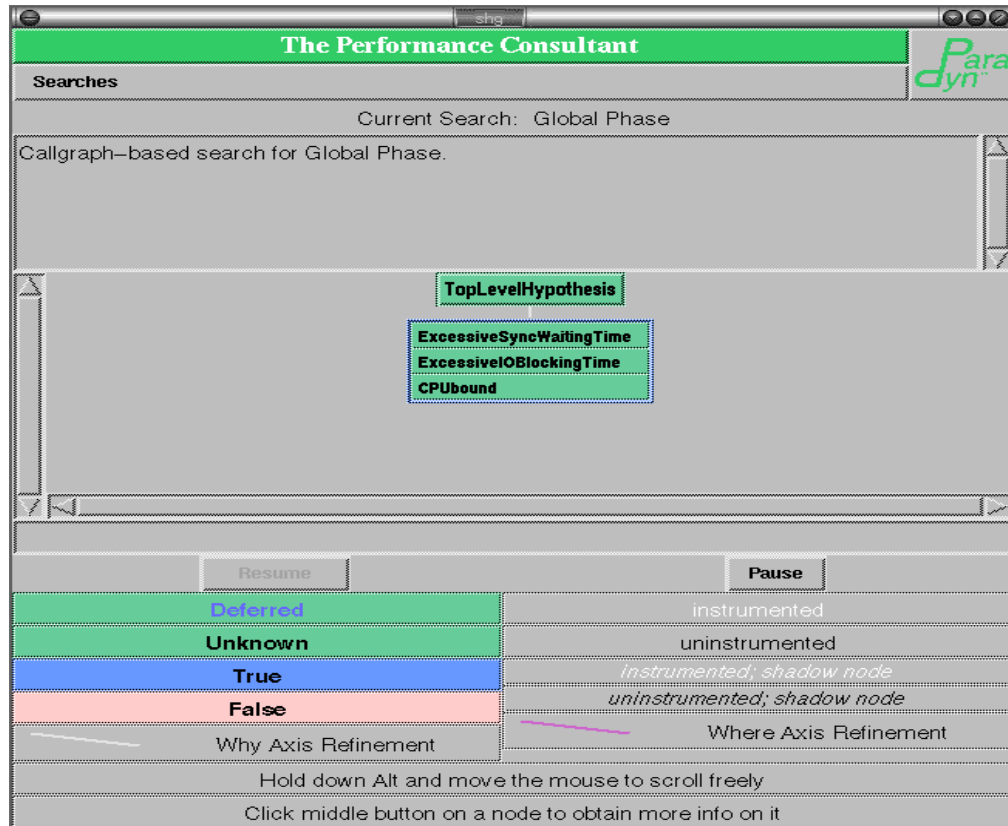 shg
The Performance Consultant
Paradyn
Searches
Current Search: Global Phase
Callgraph–based search for Global Phase.
TopLevelHypothesis
ExcessiveSyncWaitingTime
ExcessiveIOBlockingTime
CPUbound
Resume
Pause
Deferred
instrumented
Unknown
uninstrumented
True
instrumented; shadow node
False
uninstrumented; shadow node
Why Axis Refinement
Where Axis Refinement
Hold down Alt and move the mouse to scroll freely
Click middle button on a node to obtain more info on it